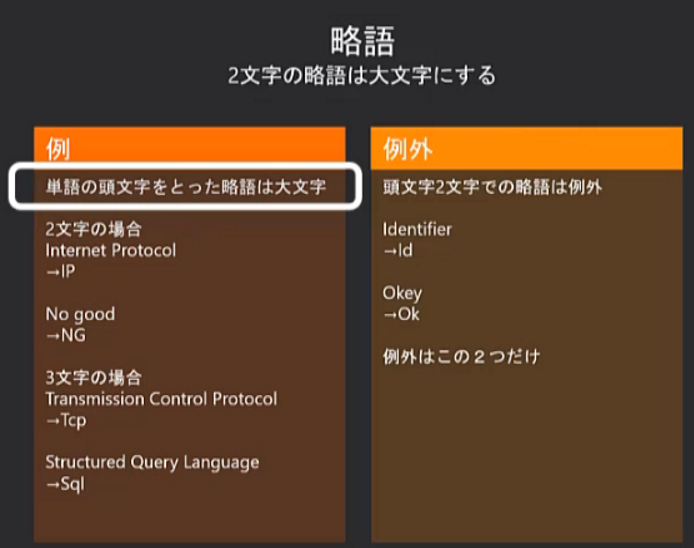 略語
2文字の略語は大文字にする
例
単語の頭文字をとった略語は大文字
2文字の場合
Internet Protocol
→IP
No good
→NG
3文字の場合
Transmission Control Protocol
→Tcp
Structured Query Language
→Sql
例外
頭文字2文字での略語は例外
Identifier
→Id
Okey
→Ok
例外はこの２つだけ